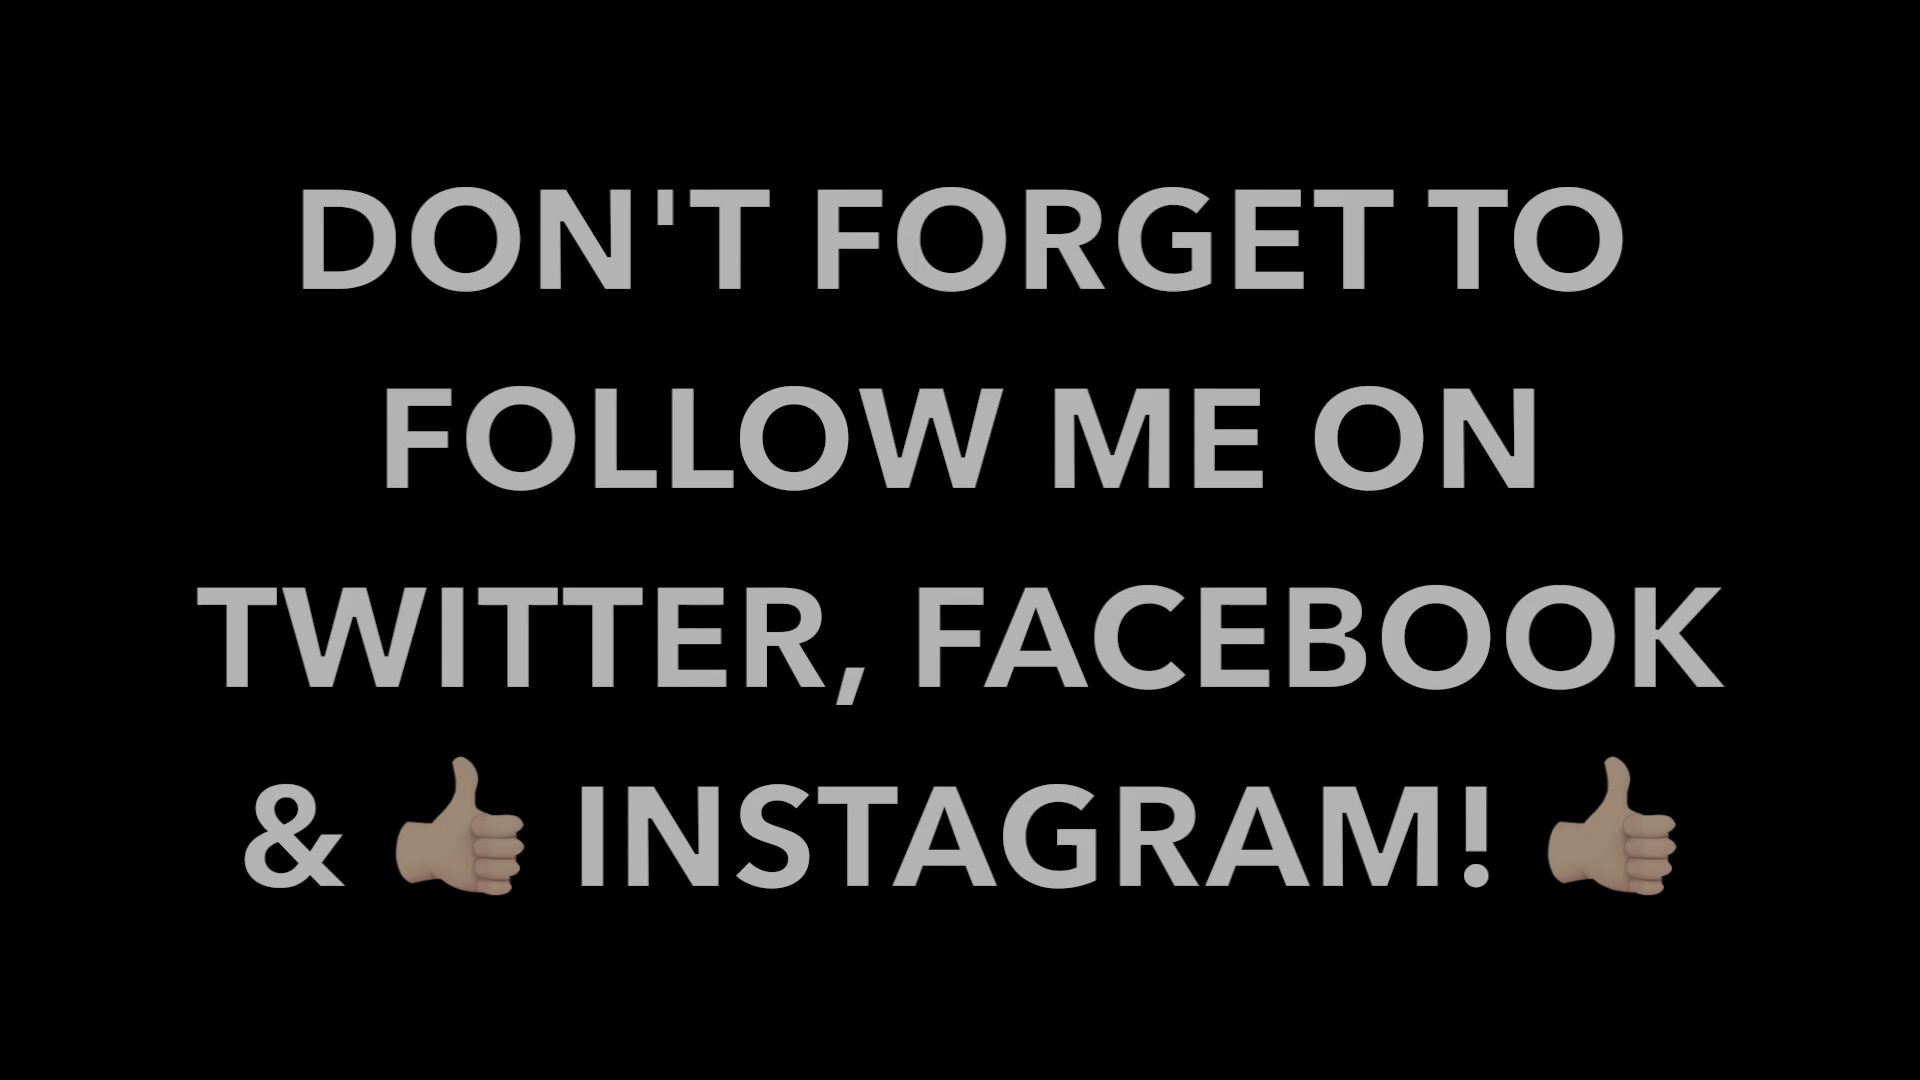 DON'T FORGET TO
FOLLOW ME ON
TWITTER, FACEBOOK
& 👍🏼 INSTAGRAM! 👍🏼